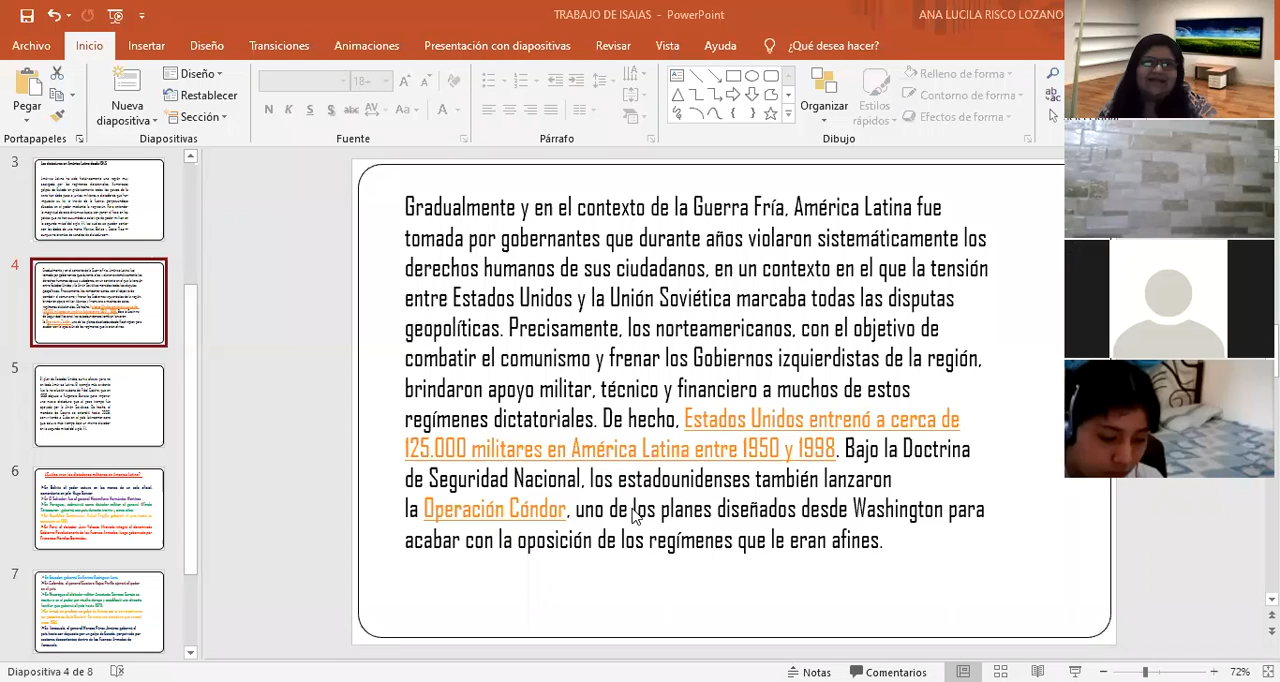 TRABAJO DE ISAIAS - PowerPoint
ANA LUCILA RISCO LOZANO
Archivo
Inicio
Insertar
Diseño
Transiciones
Animaciones
Presentación con diapositivas
Revisar
Vista
Ayuda
¿Qué desea hacer?
Pegar
Nueva
diapositiva
Diseño
Restablecer
Sección
18+
N K S S abc AV Aa A
Organizar
Estilos
rápidos
Relleno de forma
Contorno de forma
Efectos de forma
Portapapeles
Diapositivas
Fuente
Párrafo
Dibujo
3
4
5
6
7
Gradualmente y en el contexto de la Guerra Fría, América Latina fue
tomada por gobernantes que durante años violaron sistemáticamente los
derechos humanos de sus ciudadanos, en un contexto en el que la tensión
entre Estados Unidos y la Unión Soviética marcaba todas las disputas
geopolíticas. Precisamente, los norteamericanos, con el objetivo de
combatir el comunismo y frenar los Gobiernos izquierdistas de la región,
brindaron apoyo militar, técnico y financiero a muchos de estos
regímenes dictatoriales. De hecho, Estados Unidos entrenó a cerca de
125.000 militares en América Latina entre 1950 y 1998. Bajo la Doctrina
de Seguridad Nacional, los estadounidenses también lanzaron
la Operación Cóndor, uno de los planes diseñados desde Washington para
acabar con la oposición de los regímenes que le eran afines.
Diapositiva 4 de 8
Notas
Comentarios
72%